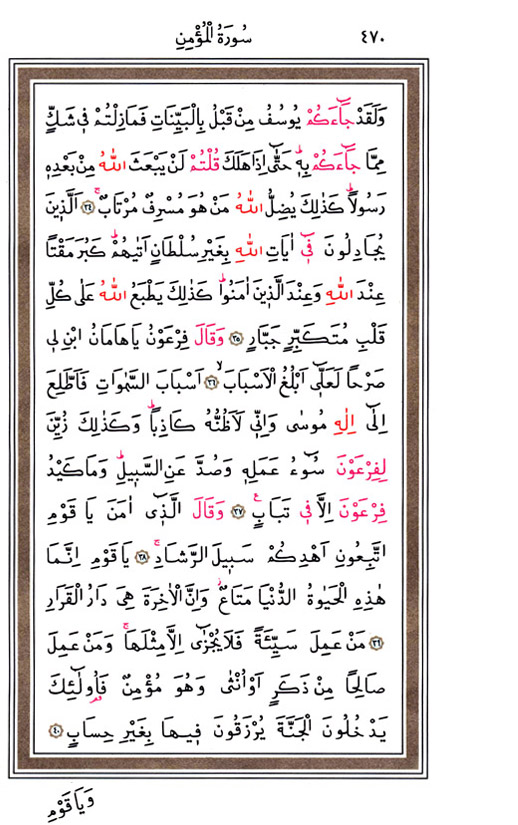 سُورَةُ الْمُؤْمِنِ ٤٧٠
وَلَقَدْ جَٓاءَكُمْ يُوسُفُ مِنْ قَبْلُ بِالْبَيِّنَاتِ فَمَازِلْتُمْ ف۪ي شَكٍّ
مِمَّا جَٓاءَكُمْ بِه۪ۜ حَتّٰٓى اِذَا هَلَكَ قُلْتُمْ لَنْ يَبْعَثَ اللّٰهُ مِنْ بَعْدِه۪
رَسُولاًۜ كَذٰلِكَ يُضِلُّ اللّٰهُ مَنْ هُوَ مُسْرِفٌ مُرْتَابٌۚ ﴿٣٤﴾ اَلَّذ۪ينَ
يُجَادِلُونَ ف۪ٓي اٰيَاتِ اللّٰهِ بِغَيْرِ سُلْطَانٍ اَتٰيهُمْۜ كَبُرَ مَقْتًا
عِنْدَ اللّٰهِ وَعِنْدَ الَّذ۪ينَ اٰمَنُواۜ كَذٰلِكَ يَطْبَعُ اللّٰهُ عَلٰى كُلِّ
قَلْبِ مُتَكَبِّرٍ جَبَّارٍ ﴿٣٥﴾ وَقَالَ فِرْعَوْنُ يَا هَامَانُ ابْنِ ل۪ي
صَرْحًا لَعَلّ۪ٓي اَبْلُغُ الْاَسْبَابَۙ ﴿٣٦﴾ اَسْبَابَ السَّمٰوَاتِ فَاَطَّلِعَ
اِلٰٓى اِلٰهِ مُوسٰى وَاِنّ۪ي لَاَظُنُّهُ كَاذِبًاۜ وَكَذٰلِكَ زُيِّنَ
لِفِرْعَوْنَ سُٓوءُ عَمَلِه۪ وَصُدَّ عَنِ السَّب۪يلِۜ وَمَا كَيْدُ
فِرْعَوْنَ اِلَّا ف۪ي تَبَابٍ۟ ﴿٣٧﴾ وَقَالَ الَّذ۪ٓي اٰمَنَ يَا قَوْمِ
اتَّبِعُونِ اَهْدِكُمْ سَب۪يلَ الرَّشَادِۚ ﴿٣٨﴾ يَا قَوْمِ اِنَّمَا
هٰذِهِ الْحَيٰوةُ الدُّنْيَا مَتَاعٌۘ وَاِنَّ الْاٰخِرَةَ هِيَ دَارُ الْقَرَارِ
﴿٣٩﴾ مَنْ عَمِلَ سَيِّئَةً فَلَا يُجْزٰٓى اِلَّا مِثْلَهَاۚ وَمَنْ عَمِلَ
صَالِحًا مِنْ ذَكَرٍ اَوْ اُنْثٰى وَهُوَ مُؤْمِنٌ فَاُو۬لٰٓئِكَ
يَدْخُلُونَ الْجَنَّةَ يُرْزَقُونَ ف۪يهَا بِغَيْرِ حِسَابٍ ﴿٤٠﴾
وَيَا قَوْمِ